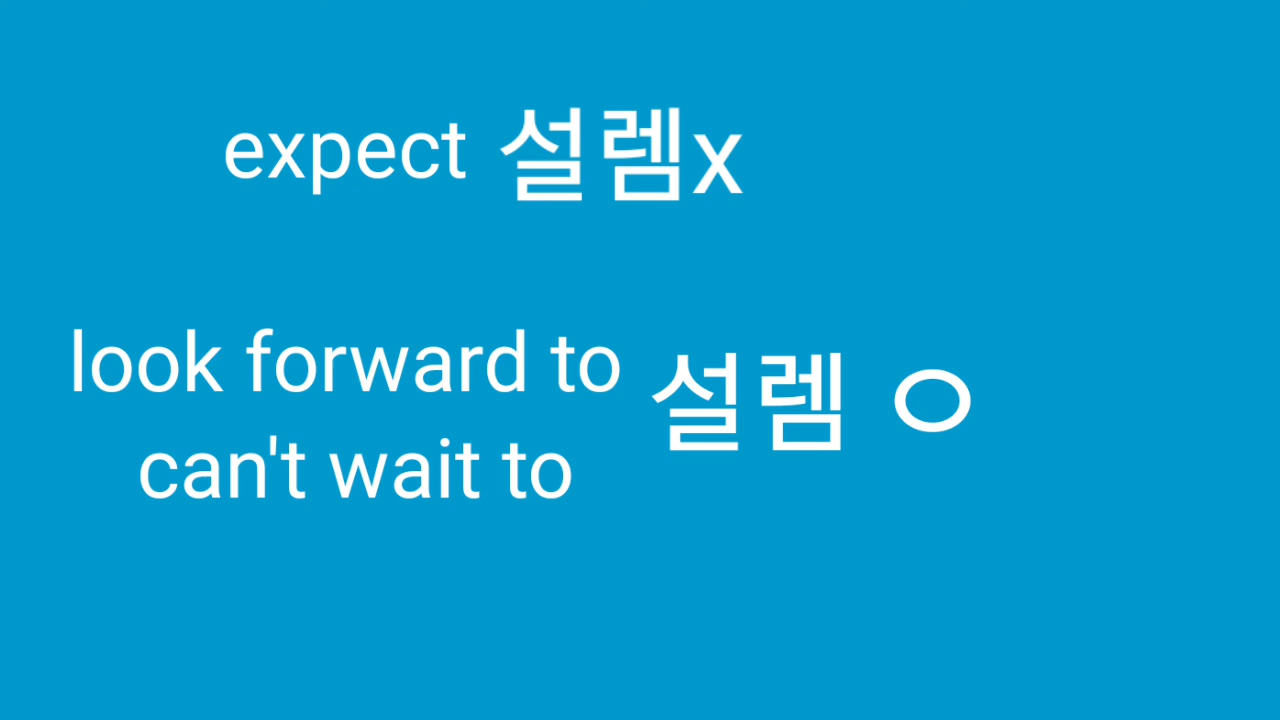 expect 설렘x
look forward to 설렘 ㅇ
can't wait to